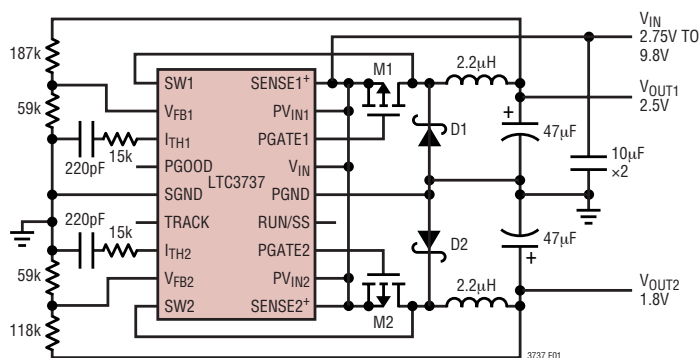 187k
59k
220pF
15k
220pF
15k
59k
118k
SW1
VFB1
ITH1
PGOOD
SGND
TRACK
ITH2
VFB2
SW2
LTC3737
SENSE1+
PVIN1
PGATE1
VIN
PGND
RUN/SS
PGATE2
PVIN2
SENSE2+
M1
M2
D1
D2
2.2µH
2.2µH
+
47µF
47µF
+
10µF
×2
VIN
2.75V TO
9.8V
VOUT1
2.5V
VOUT2
1.8V
3737 F01